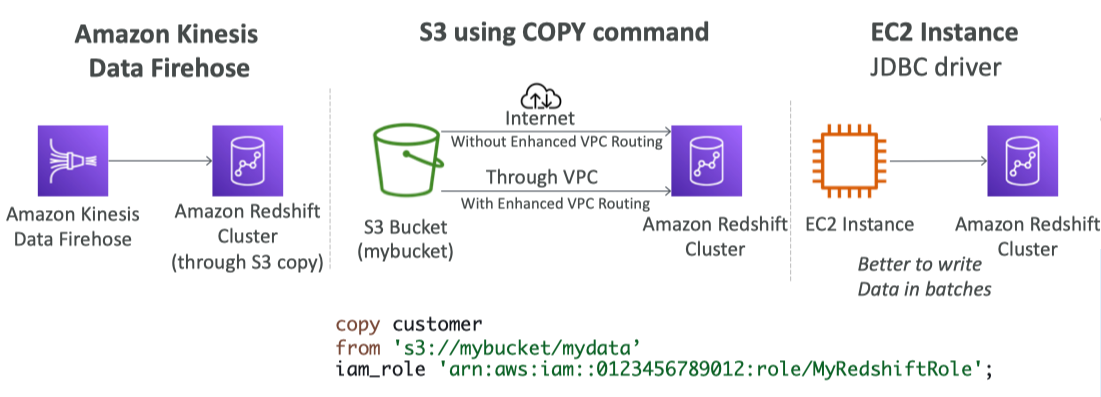 Amazon Kinesis
Data Firehose
Amazon Kinesis
Data Firehose
Amazon Redshift
Cluster
(through S3 copy)
S3 using COPY command
Internet
Without Enhanced VPC Routing
Through VPC
With Enhanced VPC Routing
S3 Bucket
(mybucket)
Amazon Redshift
Cluster
EC2 Instance
JDBC driver
EC2 Instance
Amazon Redshift
Cluster
Better to write
Data in batches
copy customer
from 's3://mybucket/mydata’
iam_role 'arn:aws:iam::0123456789012:role/MyRedshiftRole';